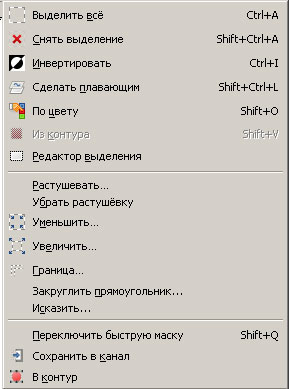 Выделить всё Ctrl+A
Снять выделение Shift+Ctrl+A
Инвертировать Ctrl+I
Сделать плавающим Shift+Ctrl+L
По цвету Shift+O
Из контура Shift+V
Редактор выделения
Растушевать...
Убрать растушёвку
Уменьшить...
Увеличить...
Граница...
Закруглить прямоугольник...
Исказить...
Переключить быструю маску Shift+Q
Сохранить в канал
В контур